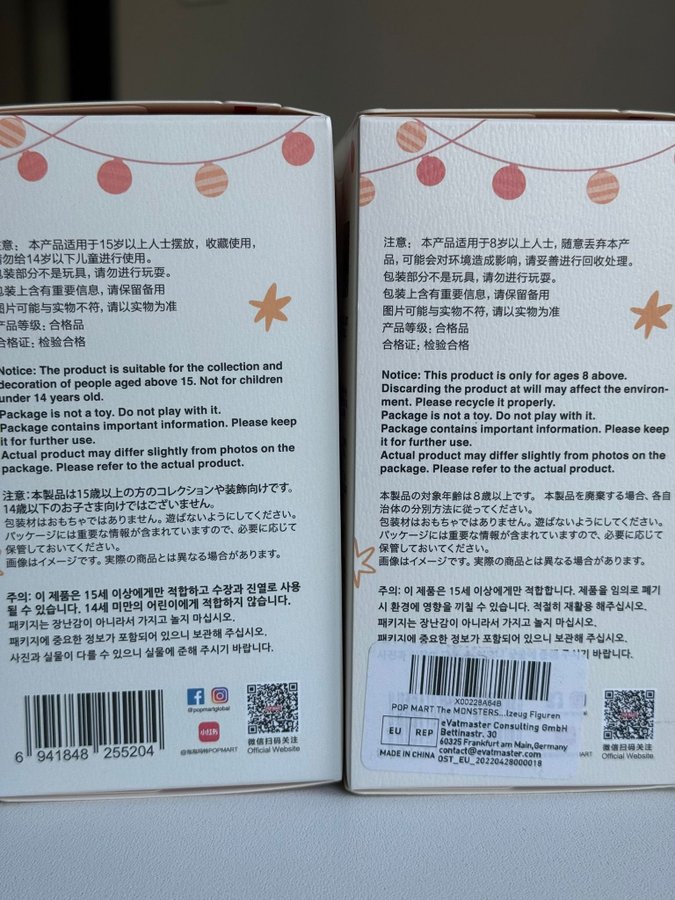 注意： 本产品适用于15岁以上人士摆放，收藏使用，
请勿给14岁以下儿童进行使用。
包装部分不是玩具，请勿进行玩耍。
包装上含有重要信息，请保留备用
图片可能与实物不符，请以实物为准
产品等级：合格品
合格证：检验合格
Notice: The product is suitable for the collection and
decoration of people aged above 15. Not for children
under 14 years old.
Package is not a toy. Do not play with it.
Package contains important information. Please keep
it for further use.
Actual product may differ slightly from photos on the
package. Please refer to the actual product.
注意：本製品は15歳以上の方のコレクションや装飾向けです。
14歳以下のお子さま向けではございません。
包装材はおもちゃではありません。遊ばないようにしてください。
パッケージには重要な情報が含まれていますので、必要に応じて
保管しておいてください。
画像はイメージです。実際の商品とは異なる場合があります。
주의: 이 제품은 15세 이상에게만 적합하고 수장과 진열로 사용
될 수 있습니다. 14세 미만의 어린이에게 적합하지 않습니다.
패키지는 장난감이 아니라서 가지고 놀지 마십시오.
패키지에 중요한 정보가 포함되어 있으니 보관해 주십시오.
사진과 실물이 다를 수 있으니 실물에 준해 주시기 바랍니다.
6 941848 255204
@popmartglobal
小红书
@泡泡玛特POPMART
微信扫码关注
Official Website
注意： 本产品适用于8岁以上人士，随意丢弃本产
品，可能会对环境造成影响，请妥善进行回收处理。
包装部分不是玩具，请勿进行玩耍。
包装上含有重要信息，请保留备用
图片可能与实物不符，请以实物为准
产品等级：合格品
合格证：检验合格
Notice: This product is only for ages 8 above.
Discarding the product at will may affect the environ-
ment. Please recycle it properly.
Package is not a toy. Do not play with it.
Package contains important information. Please keep
it for further use.
Actual product may differ slightly from photos on the
package. Please refer to the actual product.
本製品の対象年齢は８歳以上です。 本製品を廃棄する場合、各自
治体の分別方法に従ってください。
包装材はおもちゃではありません。遊ばないようにしてください。
パッケージには重要な情報が含まれていますので、必要に応じて
保管しておいてください。
画像はイメージです。実際の商品とは異なる場合があります。
주의: 이 제품은 15세 이상에게만 적합합니다. 제품을 임의로 폐기
시 환경에 영향을 끼칠 수 있습니다. 적절히 재활용 해주십시오.
패키지는 장난감이 아니라서 가지고 놀지 마십시오.
패키지에 중요한 정보가 포함되어 있으니 보관해 주십시오.
X00228A64B
POP MART The MONSTERS...lzeug Figuren
EU REP
eVatmaster Consulting GmbH
Bettinastr. 30
60325 Frankfurt am Main,Germany
contact@evatmaster.com
MADE IN CHINA
OST_EU_20220428000018
微信扫码关注
Official Website